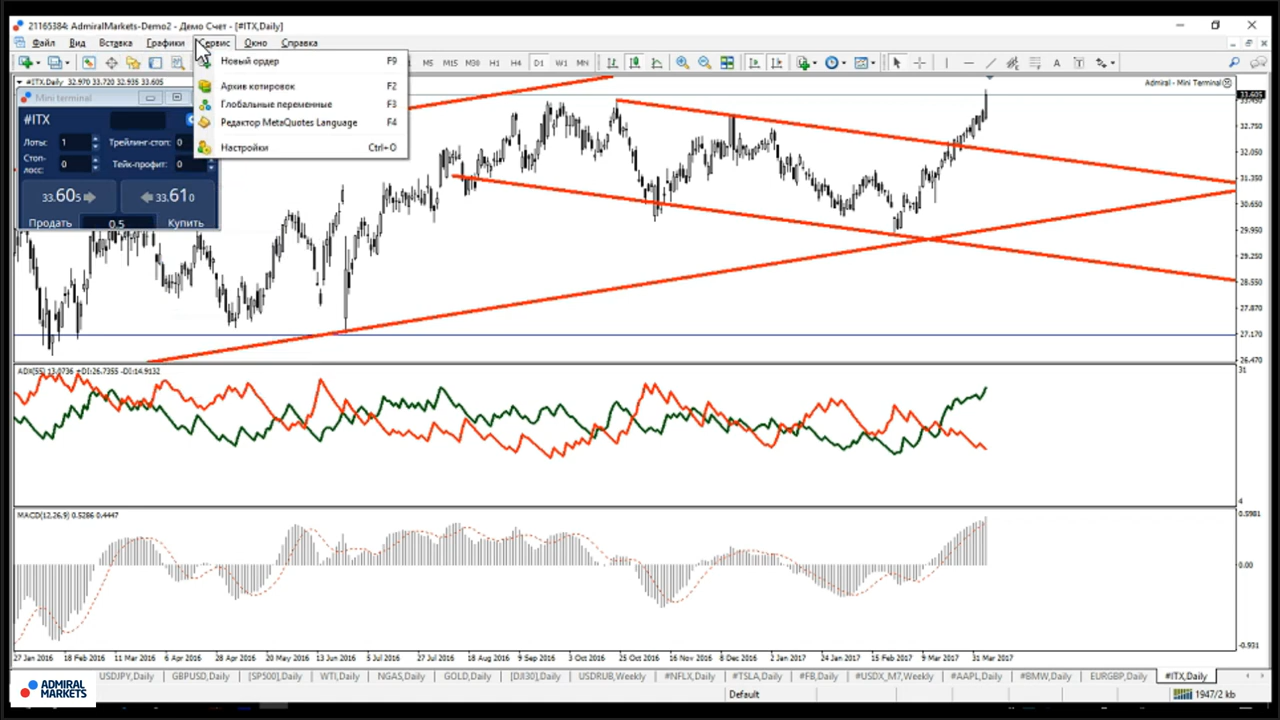 21165384: AdmiralMarkets-Demo2 - Демо Счет - [#ITX,Daily]
Файл Вид Вставка Графики Сервис Окно Справка
Новый ордер F9
Архив котировок F2
Глобальные переменные F3
Редактор MetaQuotes Language F4
Настройки Ctrl+O
M5 M15 M30 H1 H4 D1 W1 MN
#ITX,Daily 32.970 33.720 32.935 33.605
Admiral - Mini Terminal
Mini terminal
#ITX
Лоты: 1 Трейлинг-стоп: 0
Стоп-лосс: 0 Тейк-профит: 0
33.605 33.610
Продать 0.5 Купить
33.605
33.450
32.750
32.050
31.350
30.650
29.950
29.250
28.550
27.870
27.170
26.470
ADX(55) 13.0736 +DI:26.7355 -DI:14.9132
31
4
MACD(12,26,9) 0.5286 0.4447
0.5981
0.00
-0.931
27 Jan 2016 18 Feb 2016 11 Mar 2016 6 Apr 2016 28 Apr 2016 20 May 2016 13 Jun 2016 5 Jul 2016 27 Jul 2016 18 Aug 2016 9 Sep 2016 3 Oct 2016 25 Oct 2016 16 Nov 2016 8 Dec 2016 2 Jan 2017 24 Jan 2017 15 Feb 2017 9 Mar 2017 31 Mar 2017
USDJPY,Daily GBPUSD,Daily [SP500],Daily WTI,Daily NGAS,Daily GOLD,Daily [DJI30],Daily USDRUB,Weekly #NFLX,Daily #TSLA,Daily #FB,Daily #USDX_M7,Weekly #AAPL,Daily #BMW,Daily EURGBP,Daily #ITX,Daily
ADMIRAL
MARKETS
Default 1947/2 kb